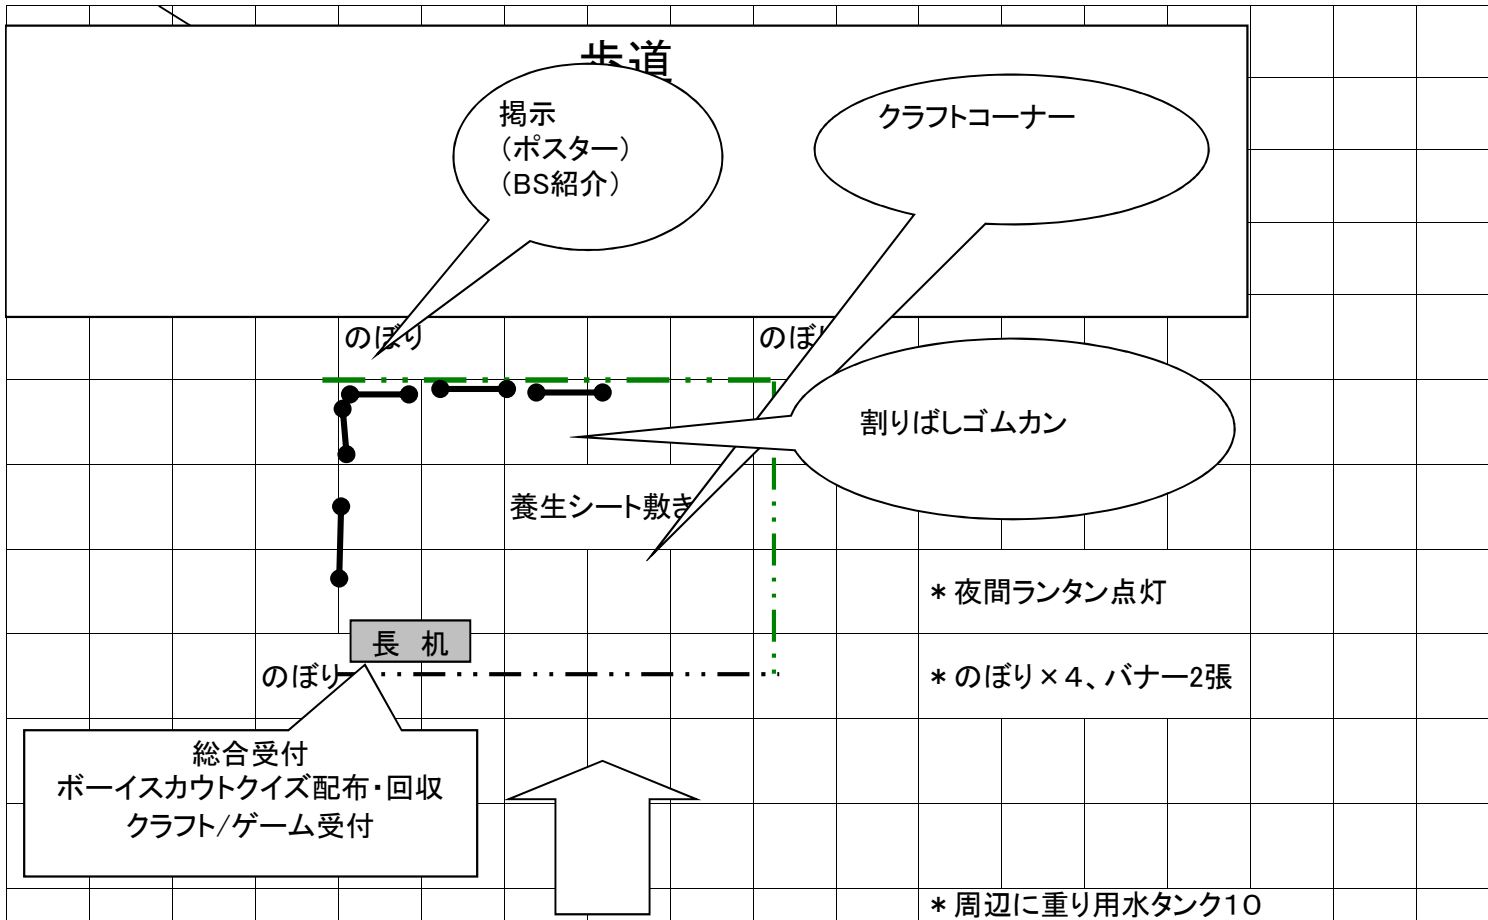 歩道
掲示
（ポスター）
（BS紹介）
クラフトコーナー
のぼり
のぼり
割りばしゴムカン
養生シート敷き
＊夜間ランタン点灯
長 机
のぼり
＊のぼり×４、バナー2張
総合受付
ボーイスカウトクイズ配布・回収
クラフト/ゲーム受付
＊周辺に重り用水タンク１０